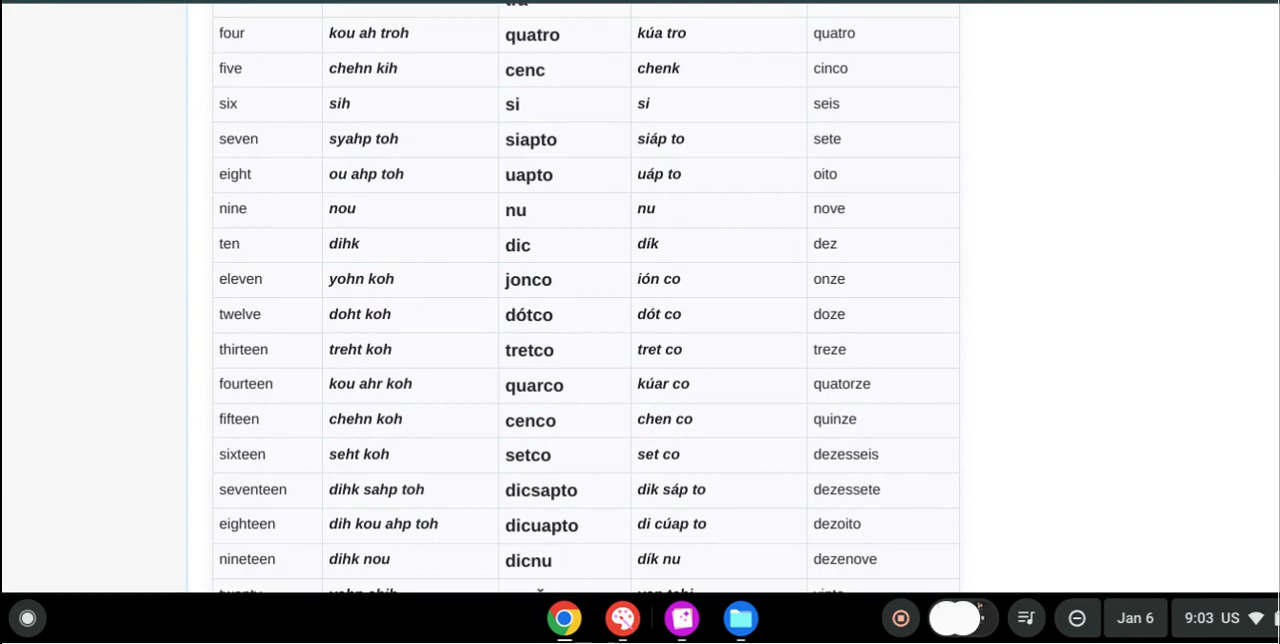 four kou ah troh quatro kúa tro quatro
five chehn kih cenc chenk cinco
six sih si si seis
seven syahp toh siapto siáp to sete
eight ou ahp toh uapto uáp to oito
nine nou nu nu nove
ten dihk dic dík dez
eleven yohn koh jonco ión co onze
twelve doht koh dótco dót co doze
thirteen treht koh tretco tret co treze
fourteen kou ahr koh quarco kúar co quatorze
fifteen chehn koh cenco chen co quinze
sixteen seht koh setco set co dezesseis
seventeen dihk sahp toh dicsapto dik sáp to dezessete
eighteen dih kou ahp toh dicuapto di cúap to dezoito
nineteen dihk nou dicnu dík nu dezenove
Jan 6 9:03 US